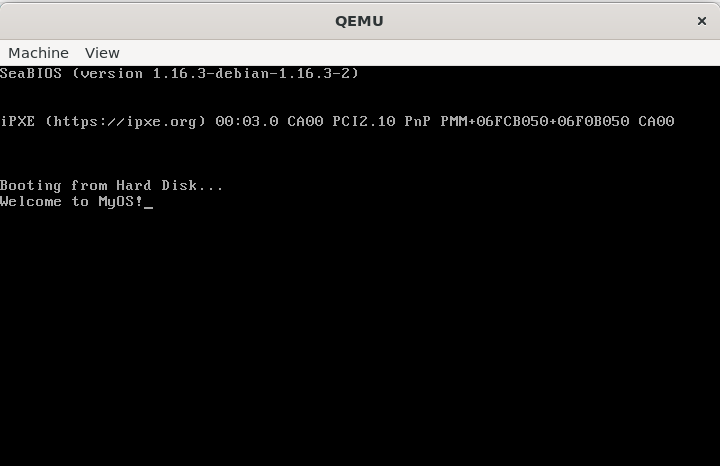 QEMU
×
Machine View
SeaBIOS (version 1.16.3-debian-1.16.3-2)
iPXE (https://ipxe.org) 00:03.0 CA00 PCI2.10 PnP PMM+06FCB050+06F0B050 CA00
Booting from Hard Disk...
Welcome to MyOS!_